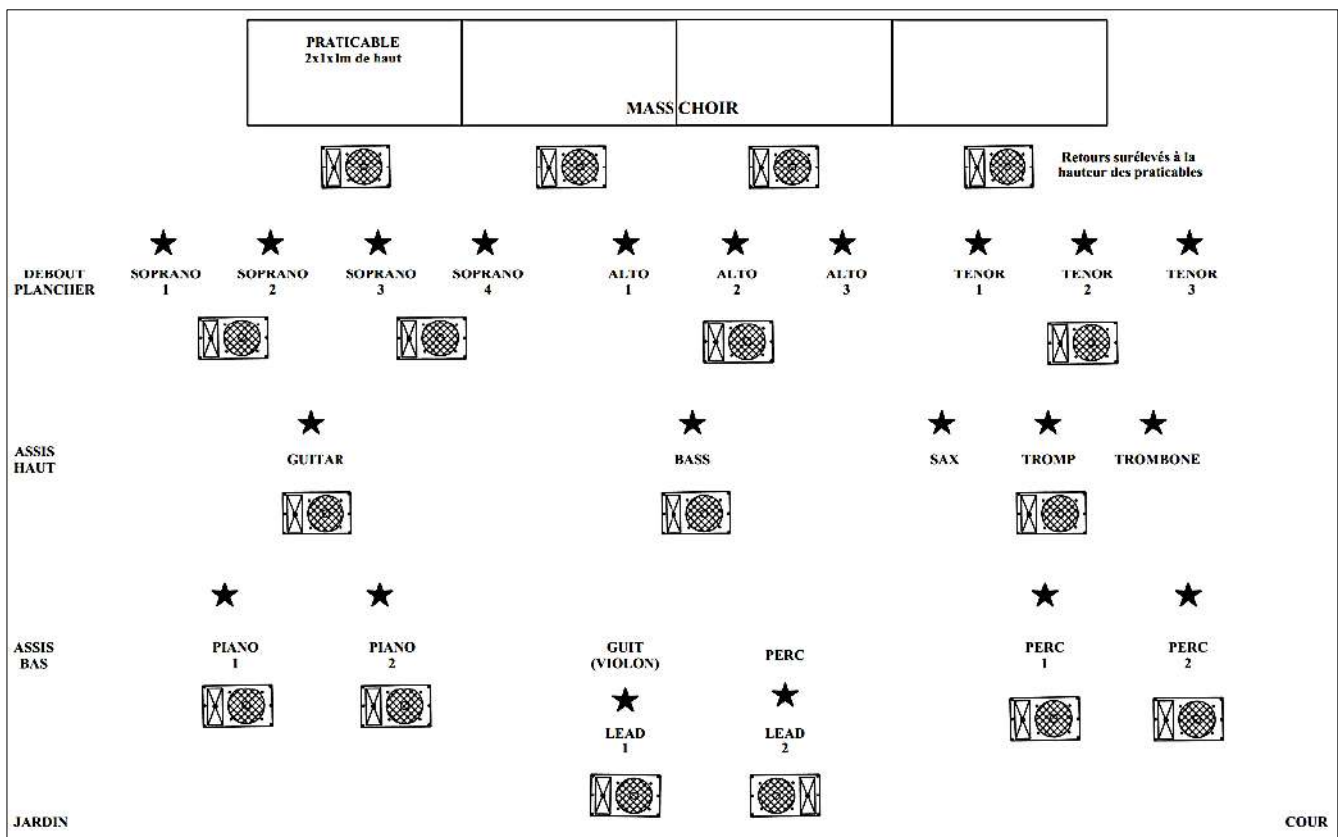 PRATICABLE
2x1x1m de haut
MASS CHOIR
Retours surélevés à la
hauteur des praticables
DEBOUT
PLANCHER
SOPRANO
1
SOPRANO
2
SOPRANO
3
SOPRANO
4
ALTO
1
ALTO
2
ALTO
3
TENOR
1
TENOR
2
TENOR
3
ASSIS
HAUT
GUITAR
BASS
SAX
TROMP
TROMBONE
ASSIS
BAS
PIANO
1
PIANO
2
GUIT
(VIOLON)
PERC
PERC
1
PERC
2
LEAD
1
LEAD
2
JARDIN
COUR